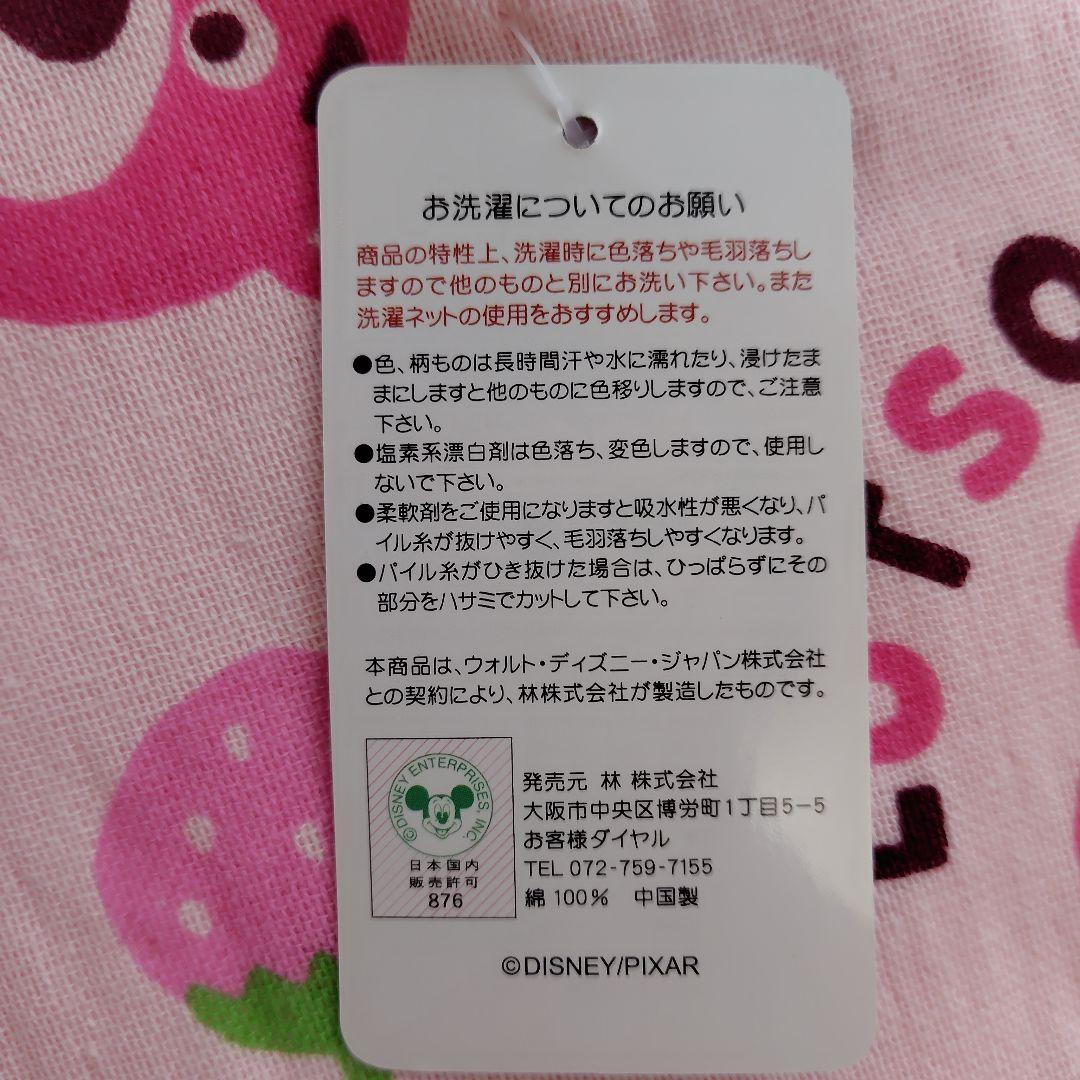 お洗濯についてのお願い
商品の特性上、洗濯時に色落ちや毛羽落ちし
ますので他のものと別にお洗い下さい。また
洗濯ネットの使用をおすすめします。
●色、柄ものは長時間汗や水に濡れたり、浸けたま
まにしますと他のものに色移りしますので、ご注意
下さい。
●塩素系漂白剤は色落ち、変色しますので、使用し
ないで下さい。
●柔軟剤をご使用になりますと吸水性が悪くなり、パ
イル糸が抜けやすく、毛羽落ちしやすくなります。
●パイル糸がひき抜けた場合は、ひっぱらずにその
部分をハサミでカットして下さい。
本商品は、ウォルト・ディズニー・ジャパン株式会社
との契約により、林株式会社が製造したものです。
©DISNEY ENTERPRISES INC.
日本国内
販売許可
876
発売元 林 株式会社
大阪市中央区博労町1丁目5-5
お客様ダイヤル
TEL 072-759-7155
綿100% 中国製
©DISNEY/PIXAR
Lotso